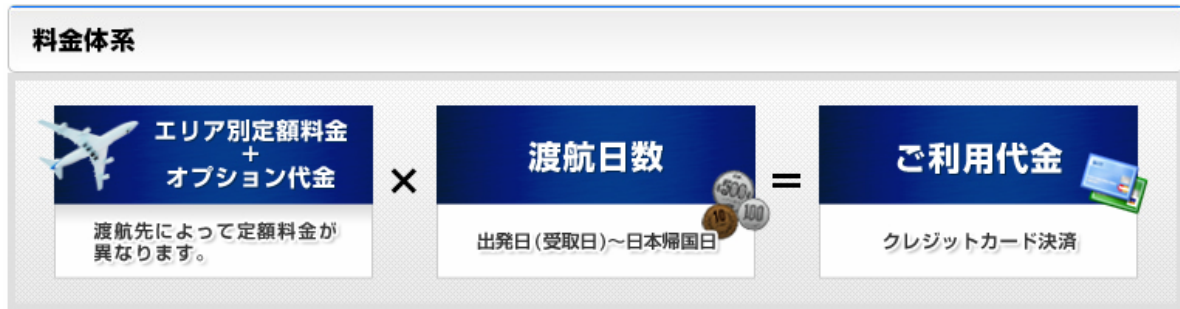 料金体系
エリア別定額料金
+
オプション代金
渡航先によって定額料金が
異なります。
×
渡航日数
500
10
100
出発日(受取日)～日本帰国日
=
ご利用代金
クレジットカード決済